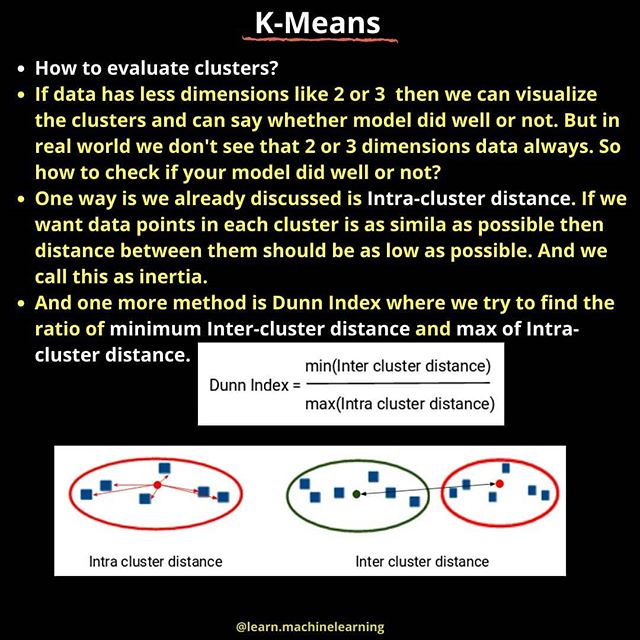 K-Means
• How to evaluate clusters?
• If data has less dimensions like 2 or 3 then we can visualize
the clusters and can say whether model did well or not. But in
real world we don't see that 2 or 3 dimensions data always. So
how to check if your model did well or not?
• One way is we already discussed is Intra-cluster distance. If we
want data points in each cluster is as simila as possible then
distance between them should be as low as possible. And we
call this as inertia.
• And one more method is Dunn Index where we try to find the
ratio of minimum Inter-cluster distance and max of Intra-
cluster distance.
min(Inter cluster distance)
Dunn Index =
max(Intra cluster distance)
Intra cluster distance
Inter cluster distance
@learn.machinelearning